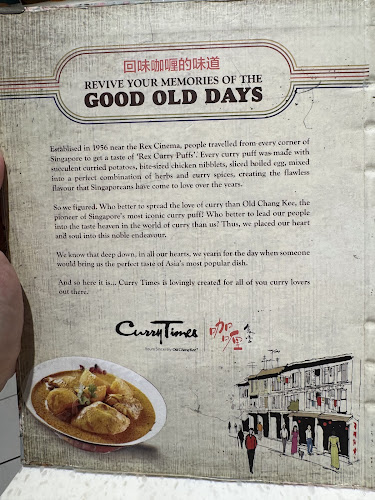 回味咖喱的味道
REVIVE YOUR MEMORIES OF THE
GOOD OLD DAYS
Establised in 1956 near the Rex Cinema, people travelled from every corner of
Singapore to get a taste of 'Rex Curry Puffs'. Every curry puff was made with
succulent curried potatoes, bite-sized chicken nibblets, sliced boiled egg, mixed
into a perfect combination of herbs and curry spices, creating the flawless
flavour that Singaporeans have come to love over the years.
So we figured. Who better to spread the love of curry than Old Chang Kee, the
pioneer of Singapore's most iconic curry puff! Who better to lead our people
into the taste heaven in the world of curry than us? Thus, we placed our heart
and soul into this noble endeavour.
We know that deep down, in all our hearts, we yearn for the day when someone
would bring us the perfect taste of Asia's most popular dish.
And so here it is... Curry Times is lovingly created for all of you curry lovers
out there.
Curry Times 咖喱